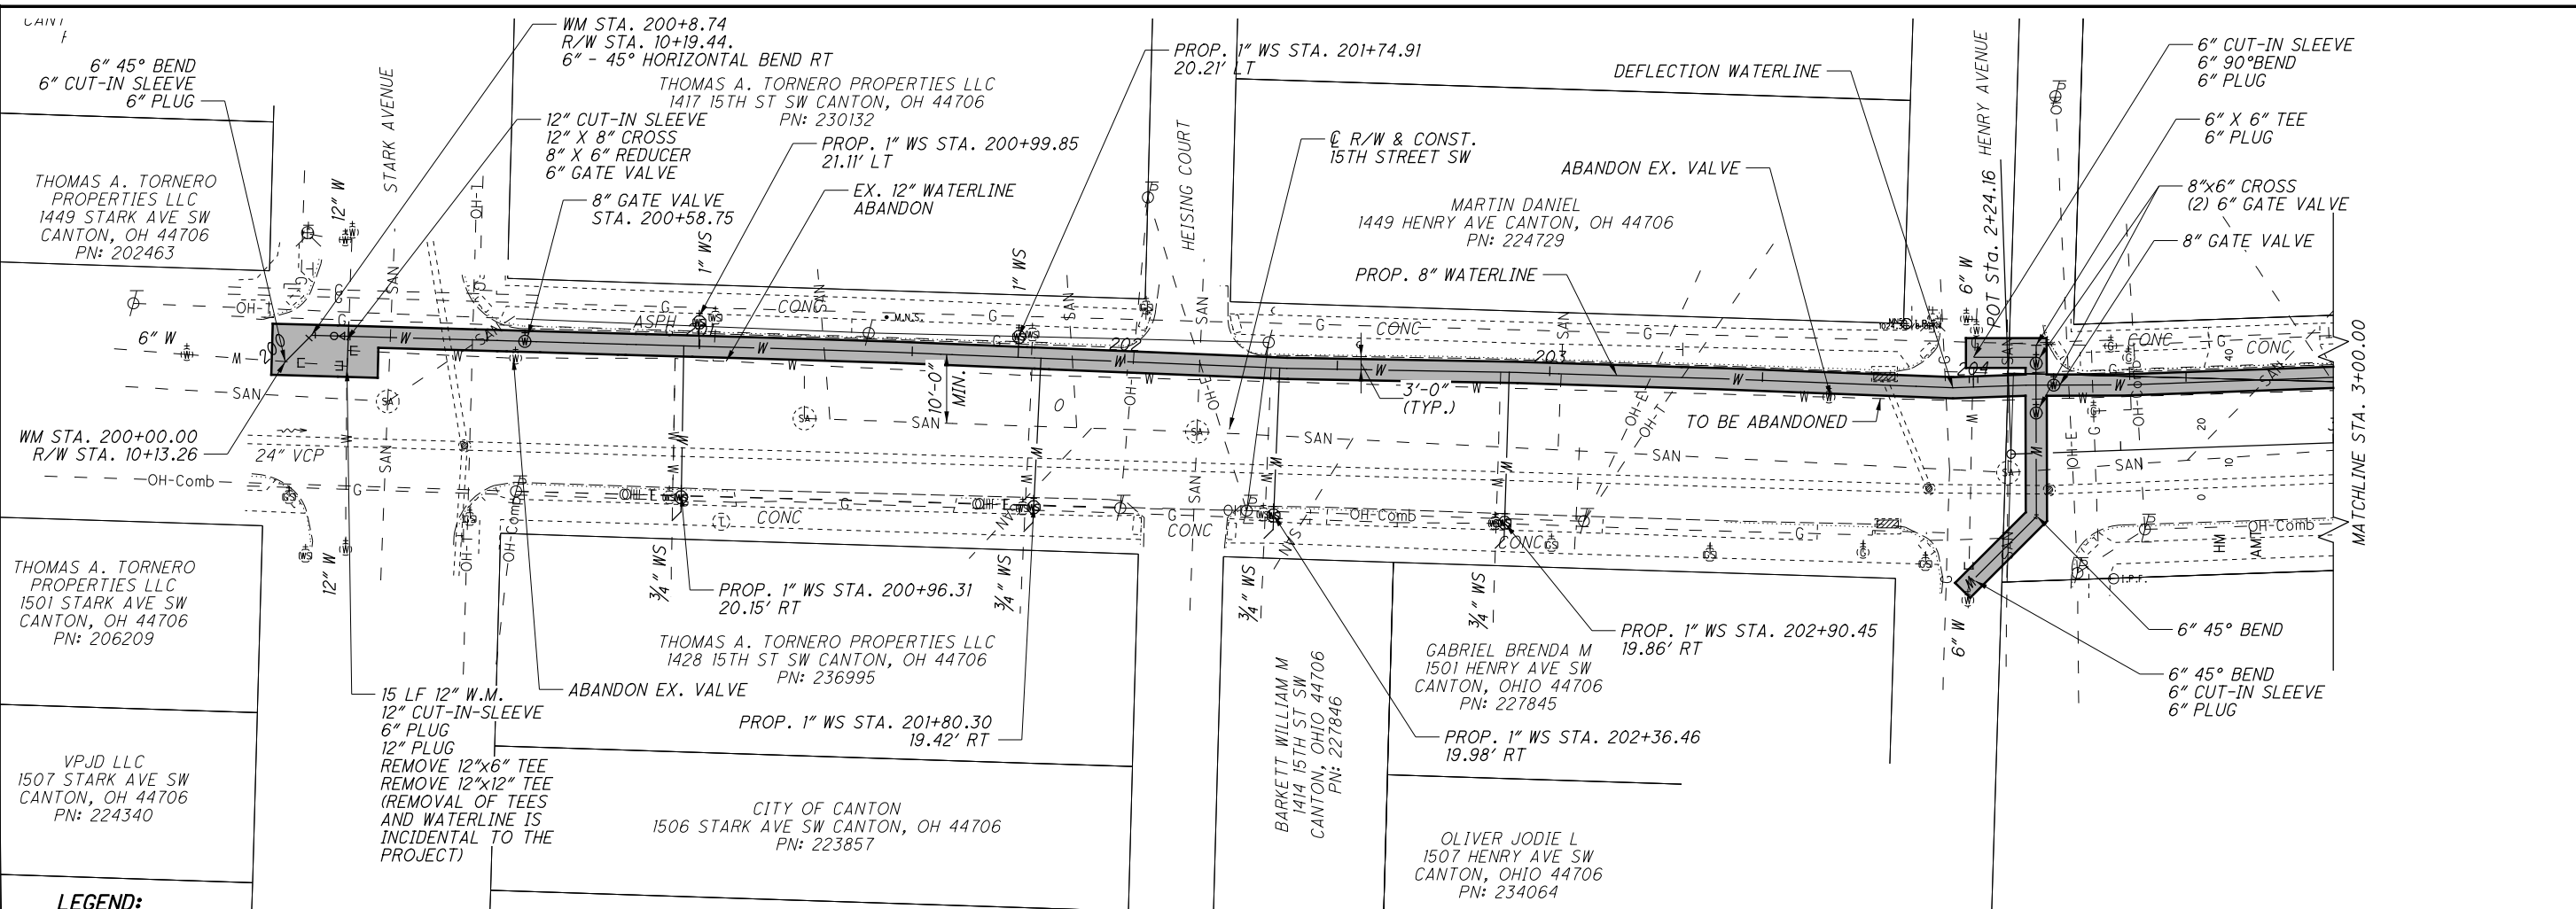 6" 45° BEND
6" CUT-IN SLEEVE
6" PLUG
THOMAS A. TORNERO
PROPERTIES LLC
1449 STARK AVE SW
CANTON, OH 44706
PN: 202463
STARK AVENUE
12" W
WM STA. 200+8.74
R/W STA. 10+19.44.
6" - 45° HORIZONTAL BEND RT
THOMAS A. TORNERO PROPERTIES LLC
1417 15TH ST SW CANTON, OH 44706
PN: 230132
12" CUT-IN SLEEVE
12" X 8" CROSS
8" X 6" REDUCER
6" GATE VALVE
8" GATE VALVE
STA. 200+58.75
PROP. 1" WS STA. 200+99.85
21.11' LT
EX. 12" WATERLINE
ABANDON
1" WS
1" WS
PROP. 1" WS STA. 201+74.91
20.21' LT
HEISING COURT
℄ R/W & CONST.
15TH STREET SW
DEFLECTION WATERLINE
ABANDON EX. VALVE
MARTIN DANIEL
1449 HENRY AVE CANTON, OH 44706
PN: 224729
PROP. 8" WATERLINE
HENRY AVENUE
POT Sta. 2+24.16
6" W
6" CUT-IN SLEEVE
6" 90°BEND
6" PLUG
6" X 6" TEE
6" PLUG
8"x6" CROSS
(2) 6" GATE VALVE
8" GATE VALVE
MATCHLINE STA. 3+00.00
6" W
200
202
203
204
ASPH
CONC
M.N.S.
CONC
CONC
CONC
10'-0"
MIN.
3'-0"
(TYP.)
TO BE ABANDONED
SAN
SAN
SAN
SAN
SAN
WM STA. 200+00.00
R/W STA. 10+13.26
24" VCP
OH-Comb
OH-Comb
OH-Comb
OH-E
OH-T
CONC
CONC
CONC
40
20
10
0
HM
AMT
I.P.F.
THOMAS A. TORNERO
PROPERTIES LLC
1501 STARK AVE SW
CANTON, OH 44706
PN: 206209
12" W
3/4" WS
3/4" WS
3/4" WS
3/4" WS
6" W
PROP. 1" WS STA. 200+96.31
20.15' RT
THOMAS A. TORNERO PROPERTIES LLC
1428 15TH ST SW CANTON, OH 44706
PN: 236995
ABANDON EX. VALVE
15 LF 12" W.M.
12" CUT-IN-SLEEVE
6" PLUG
12" PLUG
REMOVE 12"x6" TEE
REMOVE 12"x12" TEE
(REMOVAL OF TEES
AND WATERLINE IS
INCIDENTAL TO THE
PROJECT)
PROP. 1" WS STA. 201+80.30
19.42' RT
BARKETT WILLIAM M
1414 15TH ST SW
CANTON, OHIO 44706
PN: 227846
GABRIEL BRENDA M
1501 HENRY AVE SW
CANTON, OHIO 44706
PN: 227845
PROP. 1" WS STA. 202+90.45
19.86' RT
PROP. 1" WS STA. 202+36.46
19.98' RT
6" 45° BEND
6" 45° BEND
6" CUT-IN SLEEVE
6" PLUG
VPJD LLC
1507 STARK AVE SW
CANTON, OH 44706
PN: 224340
CITY OF CANTON
1506 STARK AVE SW CANTON, OH 44706
PN: 223857
OLIVER JODIE L
1507 HENRY AVE SW
CANTON, OHIO 44706
PN: 234064
LEGEND: